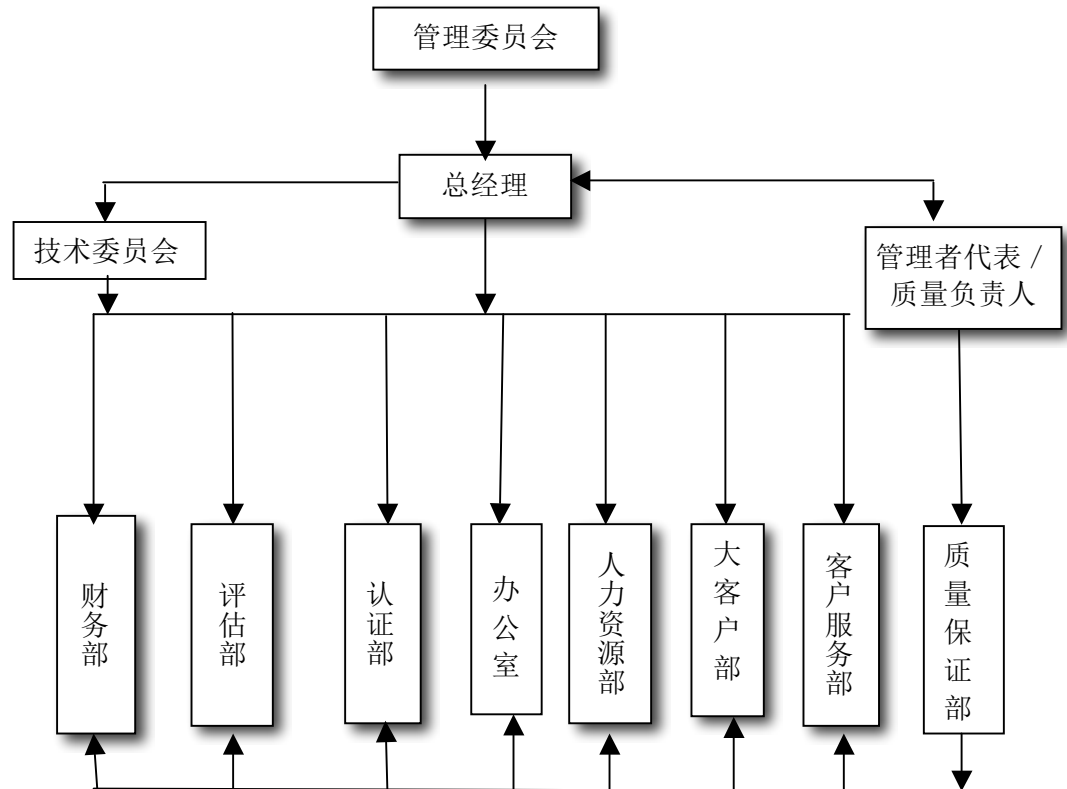 管理委员会
总经理
技术委员会
管理者代表 /
质量负责人
财务部
评估部
认证部
办公室
人力资源部
大客户部
客户服务部
质量保证部